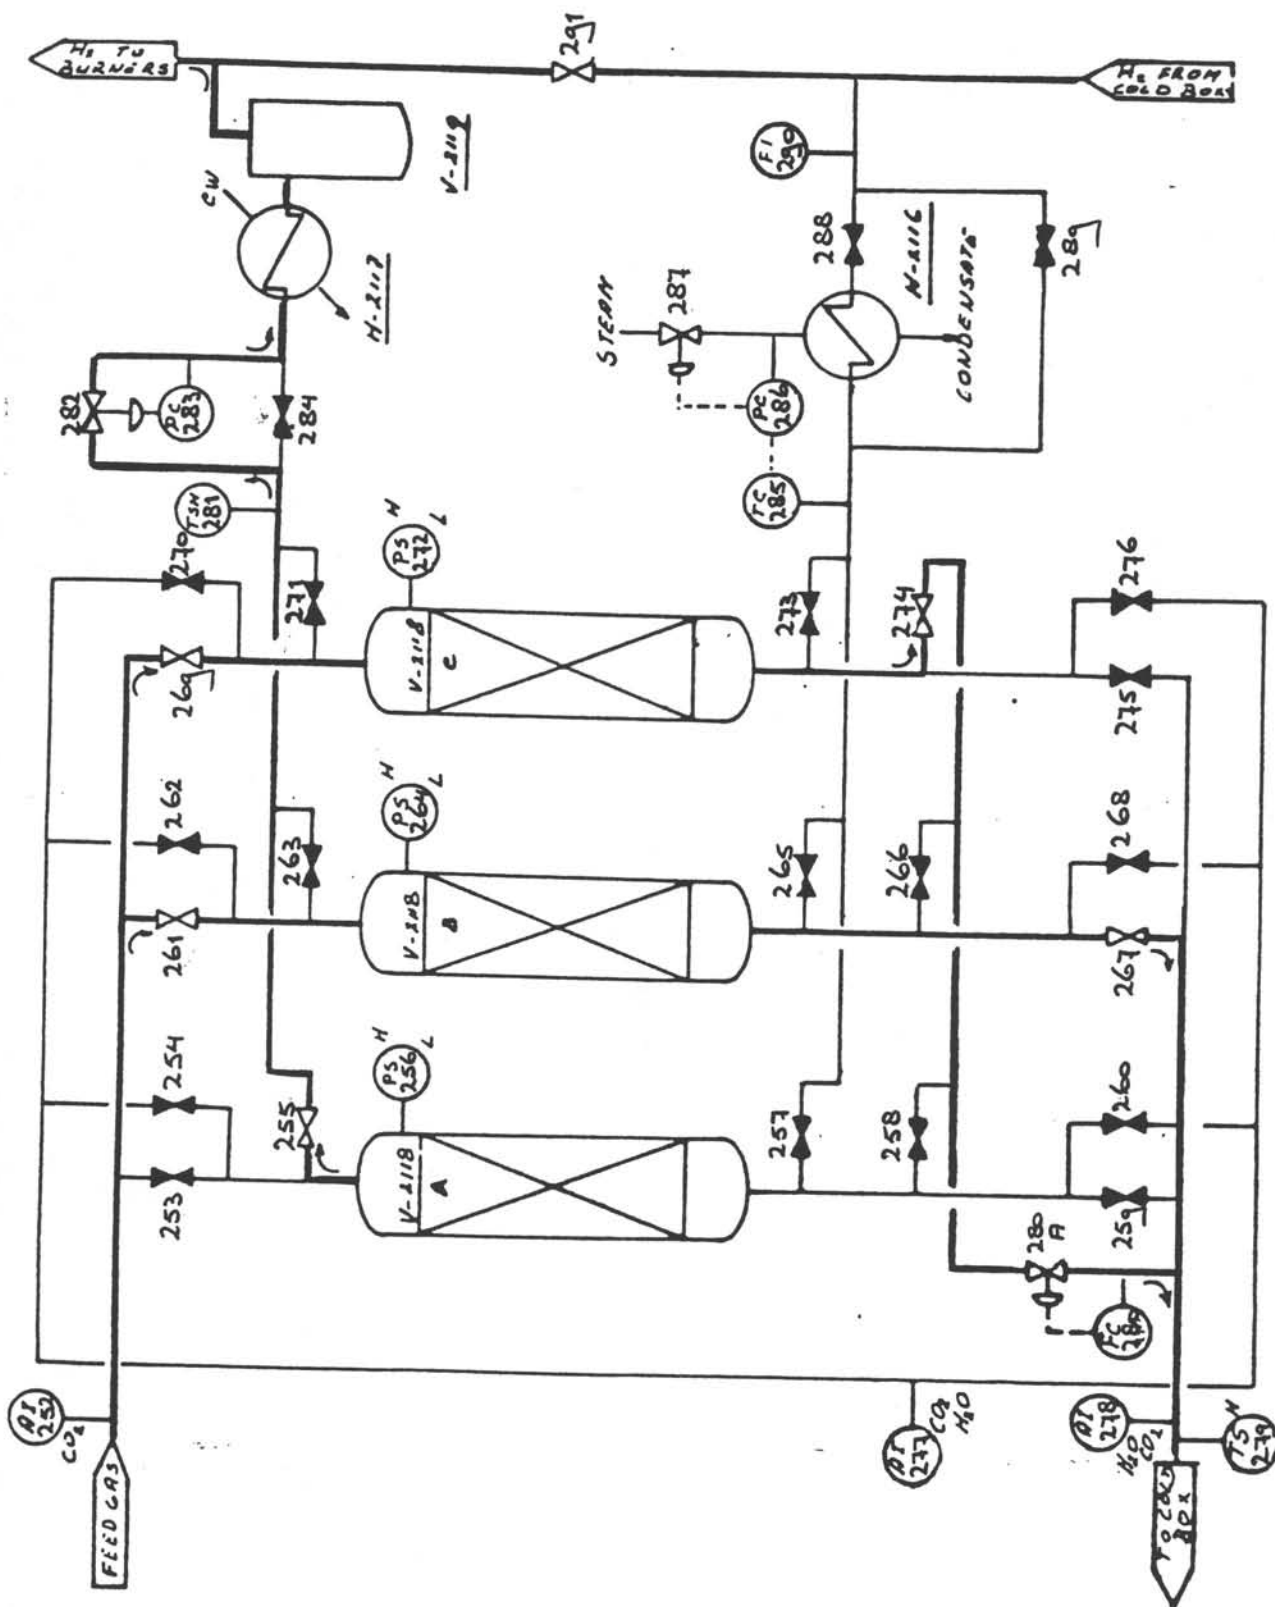 H2 TO
BURNERS
291
H2 FROM
COLD BOX
V-2119
CW
H-2117
FI
290
288
H-2116
289
STEAM
287
CONDENSATE
PC
286
TC
285
282
PC
283
284
TSH
281
270
271
269
PS
272
H
L
V-2118
C
273
274
276
275
262
263
261
PS
264
H
L
V-2118
B
265
266
268
267
254
255
253
PS
256
H
L
V-2118
A
257
258
260
259
280
A
FC
280
AI
252
CO2
FEED GAS
AI
277
CO2
H2O
AI
278
H2O
CO2
TS
279
H
TO COLD
BOX